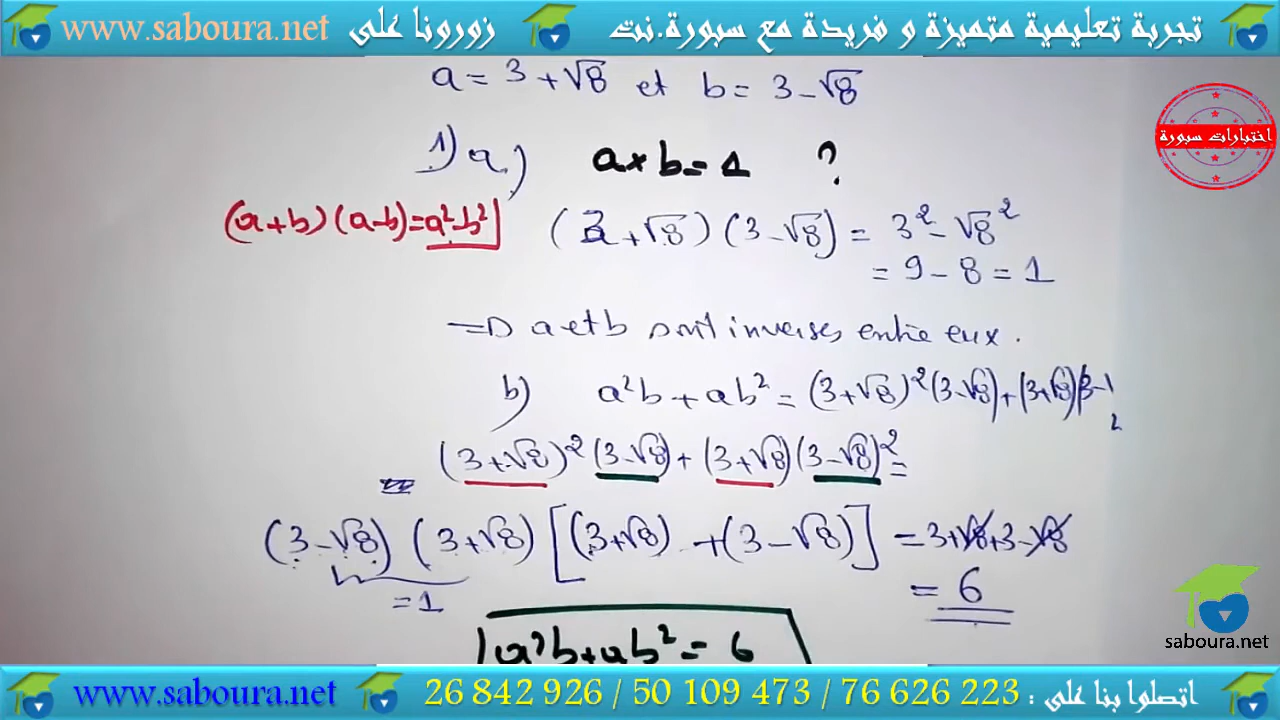 www.saboura.net زورونا على تجربة تعليمية متميزة و فريدة مع سبورة.نت
a = 3 + √8 et b = 3 - √8
اختبارات سبورة
1) a) a × b = 1 ?
(a+b)(a-b) = a² - b²
(3 + √8)(3 - √8) = 3² - √8²
= 9 - 8 = 1
=> a et b sont inverses entre eux.
b) a²b + ab² = (3+√8)²(3-√8)+(3+√8)(3-
2
(3+√8)²(3-√8) + (3+√8)(3-√8)² =
=
(3-√8)(3+√8)[(3+√8) + (3-√8)] = 3+√8+3-√8
= 1
= 6
a²b + ab² = 6
saboura.net
www.saboura.net 26 842 926 / 50 109 473 / 76 626 223 : اتصلوا بنا على